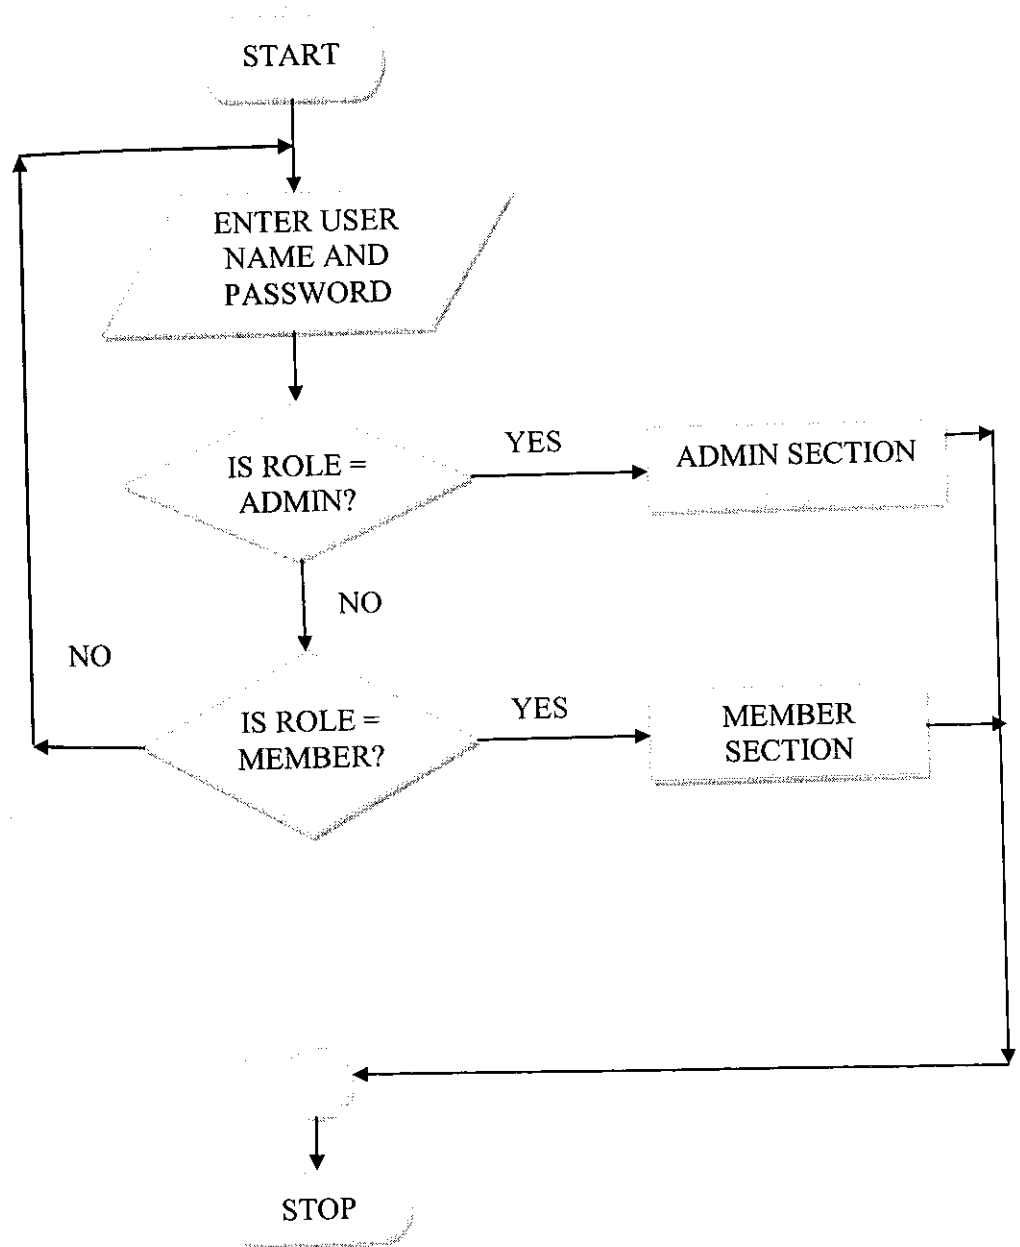 START
ENTER USER
NAME AND
PASSWORD
IS ROLE =
ADMIN?
YES
ADMIN SECTION
NO
NO
IS ROLE =
MEMBER?
YES
MEMBER
SECTION
STOP